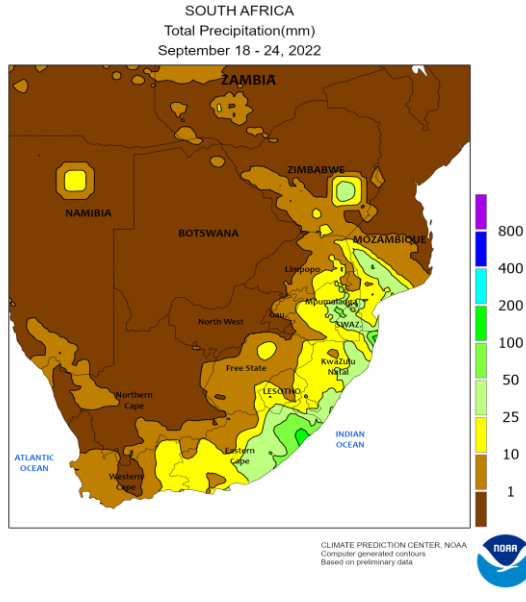 SOUTH AFRICA
Total Precipitation(mm)
September 18 - 24, 2022
ZAMBIA
ZIMBABWE
NAMIBIA
BOTSWANA
MOZAMBIQUE
Limpopo
Mpumalanga
Gau.
North West
SWAZ.
KwaZulu
Natal
Free State
LESOTHO
Northern
Cape
Eastern
Cape
Western
Cape
ATLANTIC
OCEAN
INDIAN
OCEAN
800
400
200
100
50
25
10
1
CLIMATE PREDICTION CENTER, NOAA
Computer generated contours
Based on preliminary data
NOAA